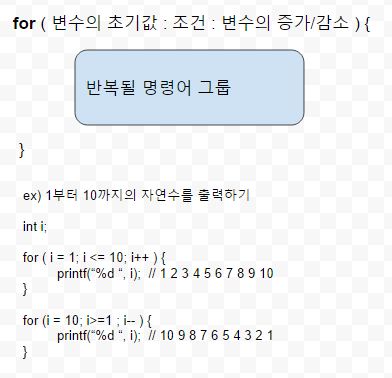 for ( 변수의 초기값 : 조건 : 변수의 증가/감소 ) {
반복될 명령어 그룹
}
ex) 1부터 10까지의 자연수를 출력하기
int i;
for ( i = 1; i <= 10; i++ ) {
printf(“%d “, i);  // 1 2 3 4 5 6 7 8 9 10
}
for (i = 10; i>=1 ; i-- ) {
printf(“%d “, i);  // 10 9 8 7 6 5 4 3 2 1
}